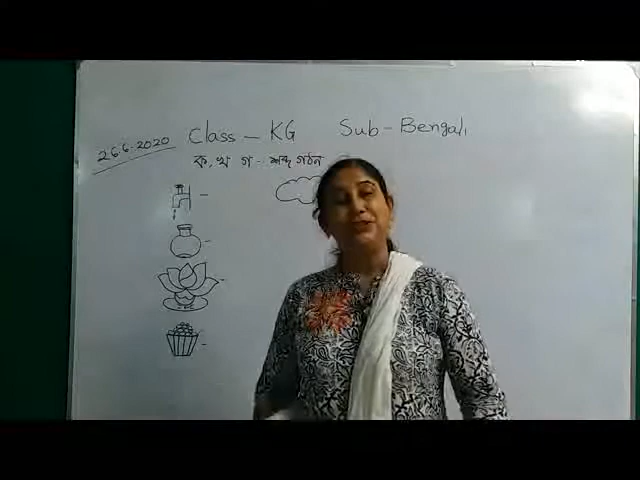 26.6.2020 Class - KG Sub - Bengali
ক, খ গ - শব্দ গঠন